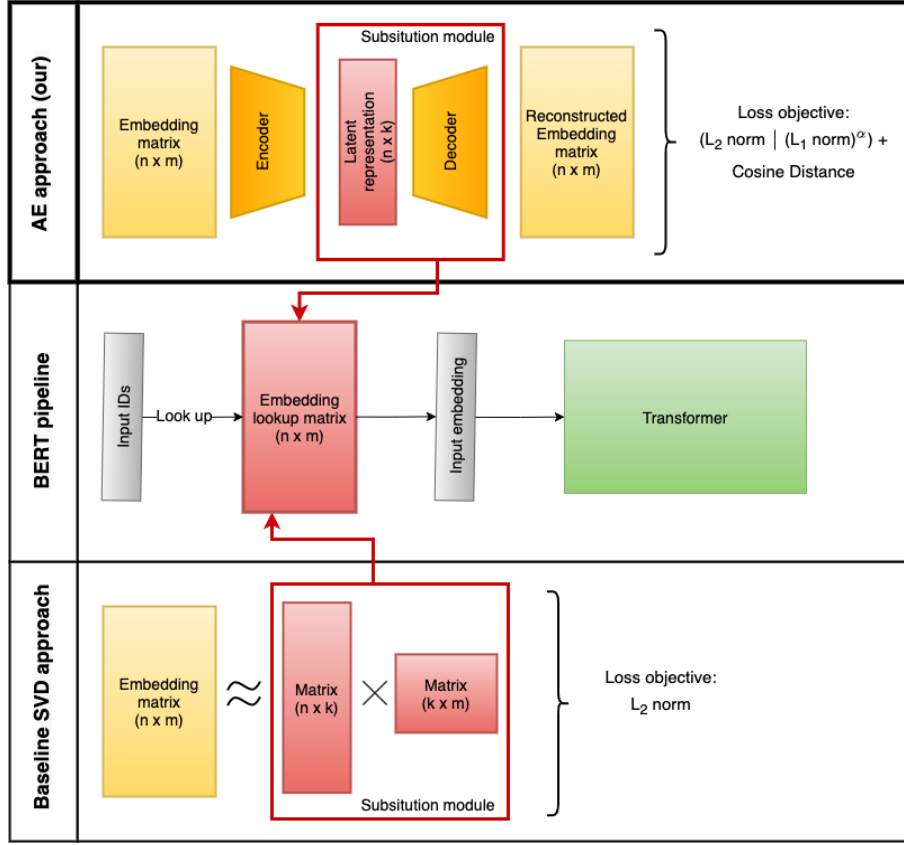 AE approach (our)
Embedding
matrix
(n x m)
Encoder
Subsitution module
Latent
representation
(n x k)
Decoder
Reconstructed
Embedding
matrix
(n x m)
Loss objective:
(L₂ norm | (L₁ norm)^α) +
Cosine Distance
BERT pipeline
Input IDs
Look up
Embedding
lookup matrix
(n x m)
Input embedding
Transformer
Baseline SVD approach
Embedding
matrix
(n x m)
≈
Matrix
(n x k)
×
Matrix
(k x m)
Subsitution module
Loss objective:
L₂ norm